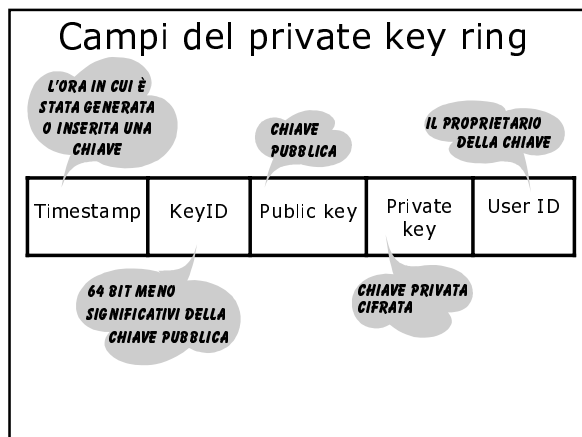 Campi del private key ring
L'ORA IN CUI È
STATA GENERATA
O INSERITA UNA
CHIAVE
CHIAVE
PUBBLICA
IL PROPRIETARIO
DELLA CHIAVE
Timestamp
KeyID
Public key
Private
key
User ID
64 BIT MENO
SIGNIFICATIVI DELLA
CHIAVE PUBBLICA
CHIAVE PRIVATA
CIFRATA